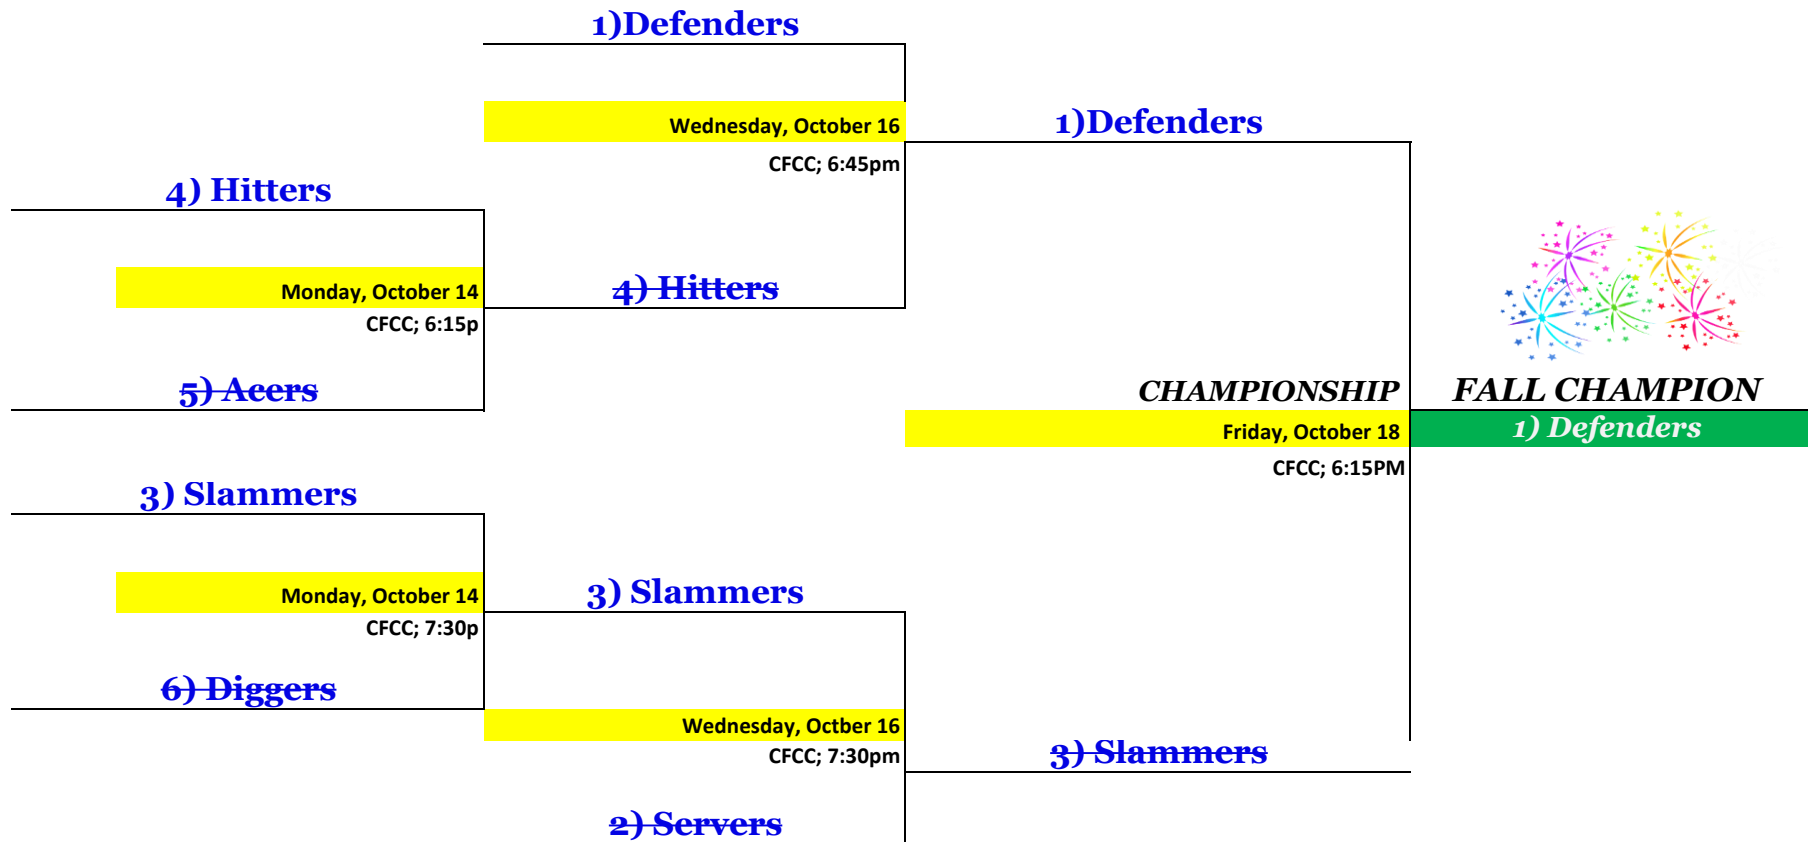 1)Defenders
Wednesday, October 16
1)Defenders
CFCC; 6:45pm
4) Hitters
Monday, October 14
4) Hitters
CFCC; 6:15p
5) Acers
CHAMPIONSHIP
FALL CHAMPION
Friday, October 18
1) Defenders
CFCC; 6:15PM
3) Slammers
Monday, October 14
3) Slammers
CFCC; 7:30p
6) Diggers
Wednesday, Octber 16
CFCC; 7:30pm
3) Slammers
2) Servers